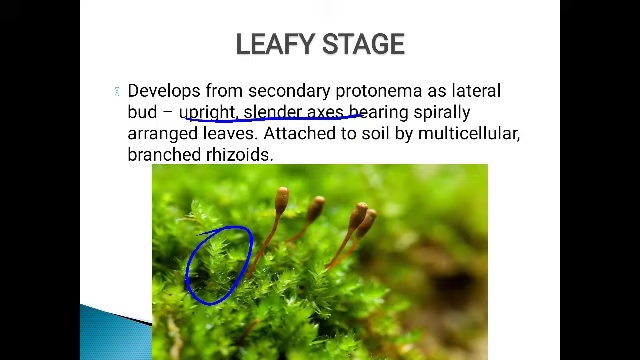 LEAFY STAGE
Develops from secondary protonema as lateral
bud – upright, slender axes bearing spirally
arranged leaves. Attached to soil by multicellular,
branched rhizoids.